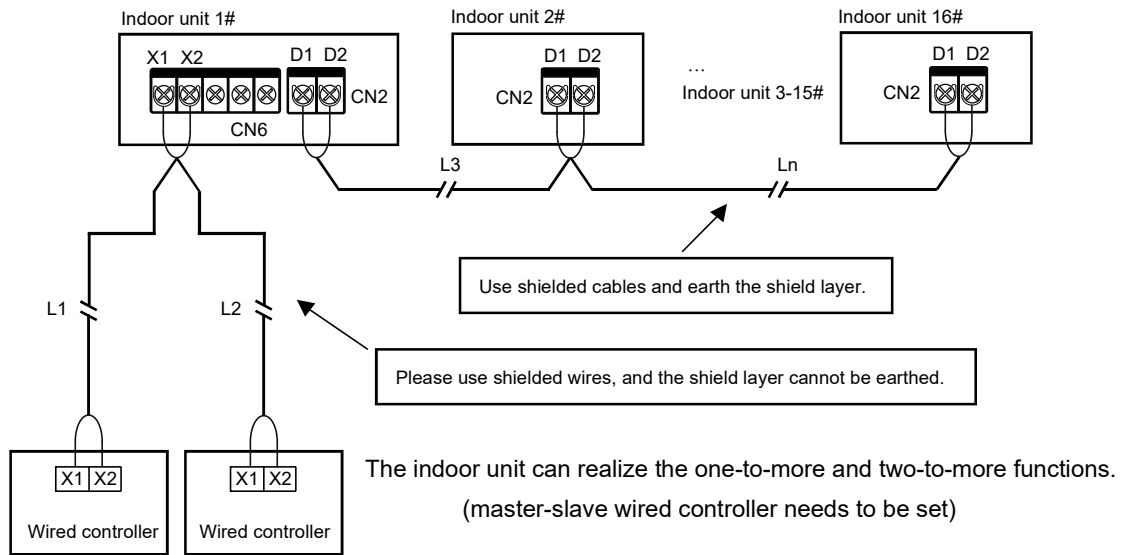 Indoor unit 1#
Indoor unit 2#
Indoor unit 16#
X1 X2
D1 D2
CN2
CN6
D1 D2
CN2
...
Indoor unit 3-15#
D1 D2
CN2
L3
Ln
Use shielded cables and earth the shield layer.
L1
L2
Please use shielded wires, and the shield layer cannot be earthed.
X1 X2
Wired controller
X1 X2
Wired controller
The indoor unit can realize the one-to-more and two-to-more functions.
(master-slave wired controller needs to be set)